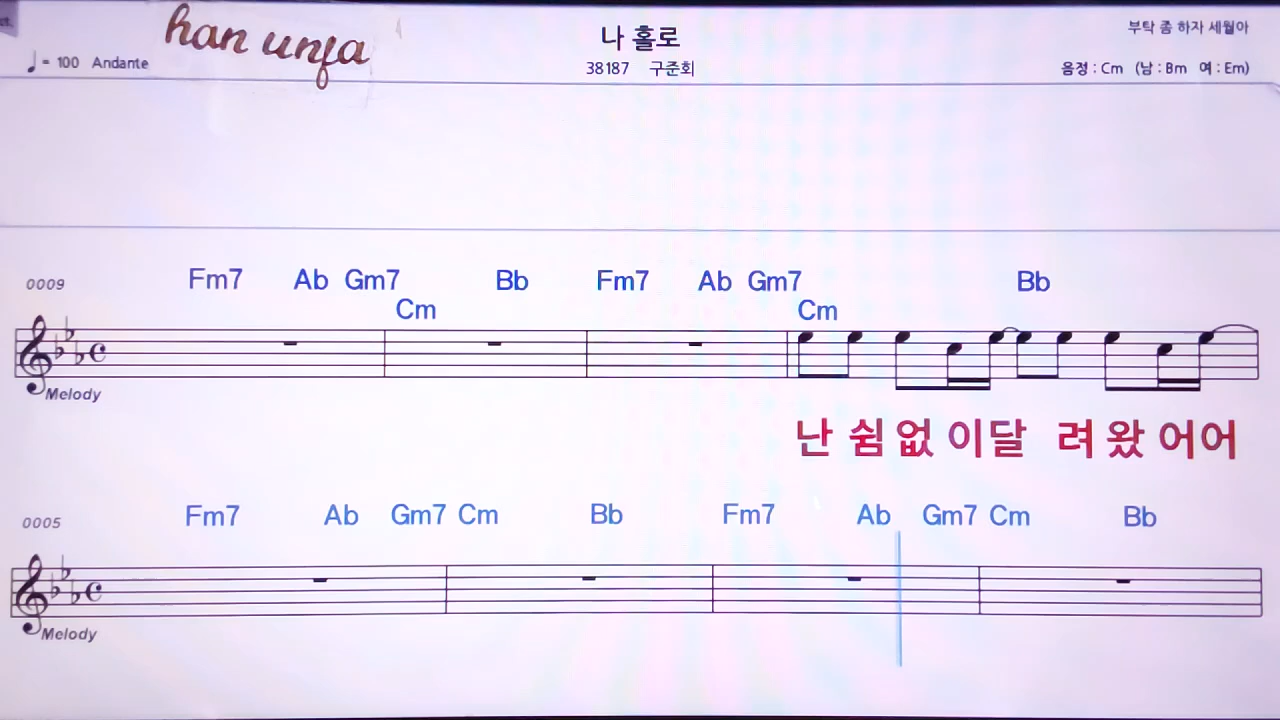 han unja
나 홀로
부탁 좀 하자 세월아
♩= 100 Andante
38187 구준회
음정 : Cm (남 : Bm 여 : Em)
0009 Fm7 Ab Gm7 Bb Fm7 Ab Gm7 Bb
Cm Cm
Melody
난 쉼 없 이 달 려 왔 어 어
0005 Fm7 Ab Gm7 Cm Bb Fm7 Ab Gm7 Cm Bb
Melody